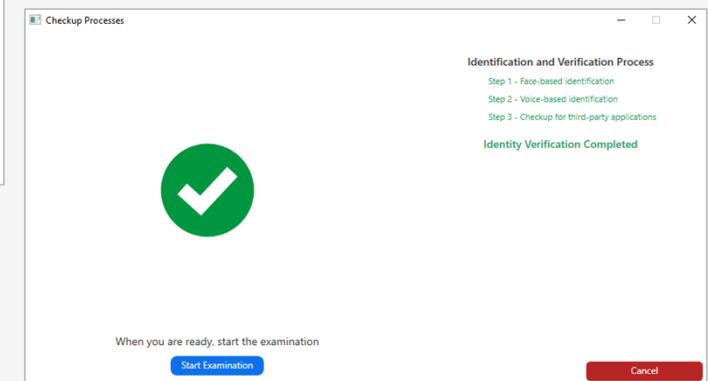 Checkup Processes
Identification and Verification Process
Step 1 - Face-based identification
Step 2 - Voice-based identification
Step 3 - Checkup for third-party applications
Identity Verification Completed
When you are ready, start the examination
Start Examination
Cancel